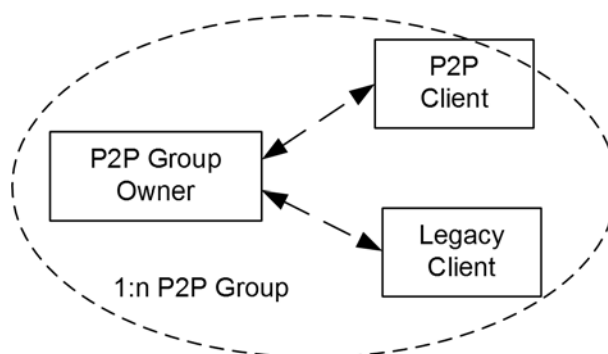 P2P
Client
P2P Group
Owner
Legacy
Client
1:n P2P Group